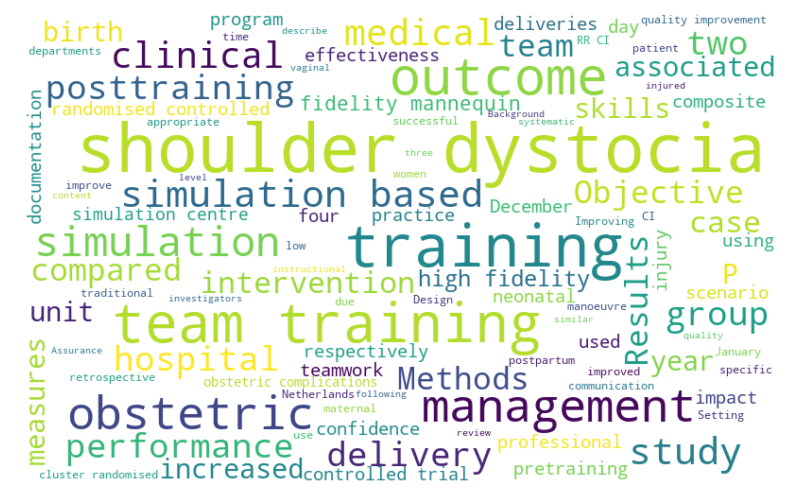 program
deliveries
quality improvement
time
describe
birth
medical
team
RR CI
day
two
departments
clinical
effectiveness
patient
vaginal
associated
posttraining
outcome
injured
randomised controlled
fidelity mannequin
skills
composite
documentation
appropriate
successful
Background
systematic
shoulder dystocia
three
level
women
improve
simulation based
Objective
content
simulation centre
four
practice
December
Improving
CI
case
simulation
low
training
Results
injury
using
compared
instructional
intervention
high fidelity
P
traditional
investigators
due
Design
neonatal
scenario
unit
team training
manoeuvre
used
group
similar
quality
January
measures
Assurance
hospital
respectively
postpartum
improved
year
specific
retrospective
teamwork
obstetric complications
Methods
communication
Netherlands
following
impact
obstetric
maternal
management
Setting
use
confidence
review
professional
performance
delivery
study
cluster randomised
increased
controlled trial
pretraining